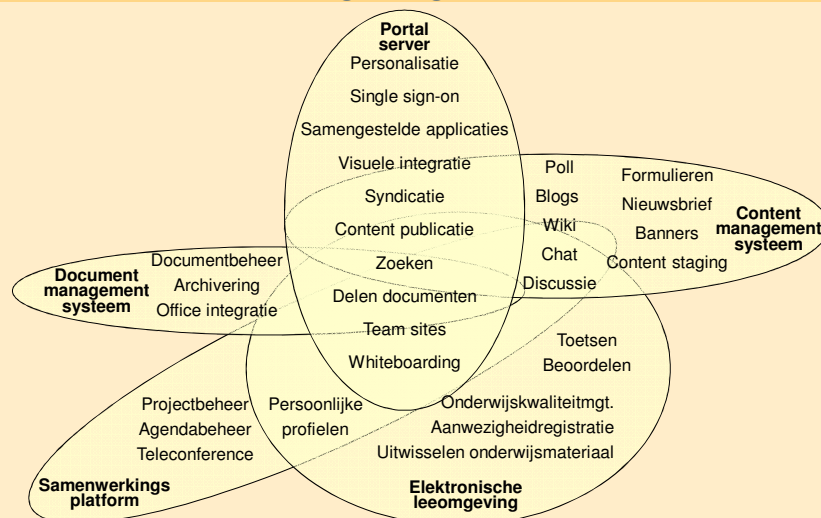 Portal
server
Personalisatie
Single sign-on
Samengestelde applicaties
Visuele integratie
Syndicatie
Content publicatie
Zoeken
Delen documenten
Team sites
Whiteboarding
Poll
Blogs
Wiki
Chat
Discussie
Formulieren
Nieuwsbrief
Banners
Content staging
Content
management
systeem
Documentbeheer
Archivering
Office integratie
Document
management
systeem
Toetsen
Beoordelen
Projectbeheer
Agendabeheer
Teleconference
Persoonlijke
profielen
Onderwijskwaliteitmgt.
Aanwezigheidregistratie
Uitwisselen onderwijsmateriaal
Samenwerkings
platform
Elektronische
leeomgeving